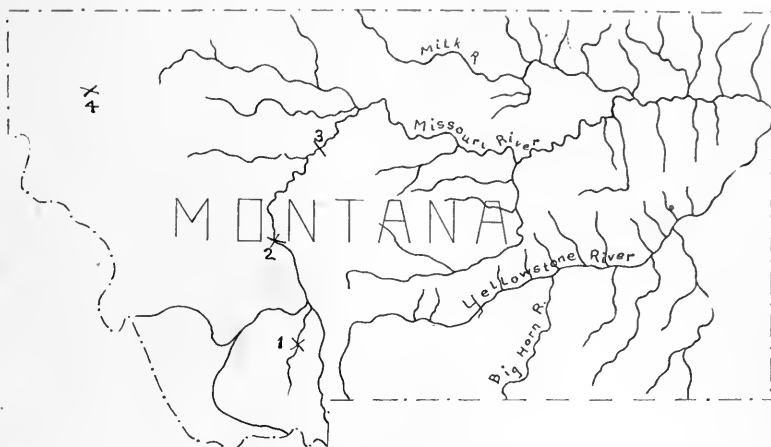 Milk R
4
3
Missouri River
MONTANA
2
Yellowstone River
1
Big Horn R.